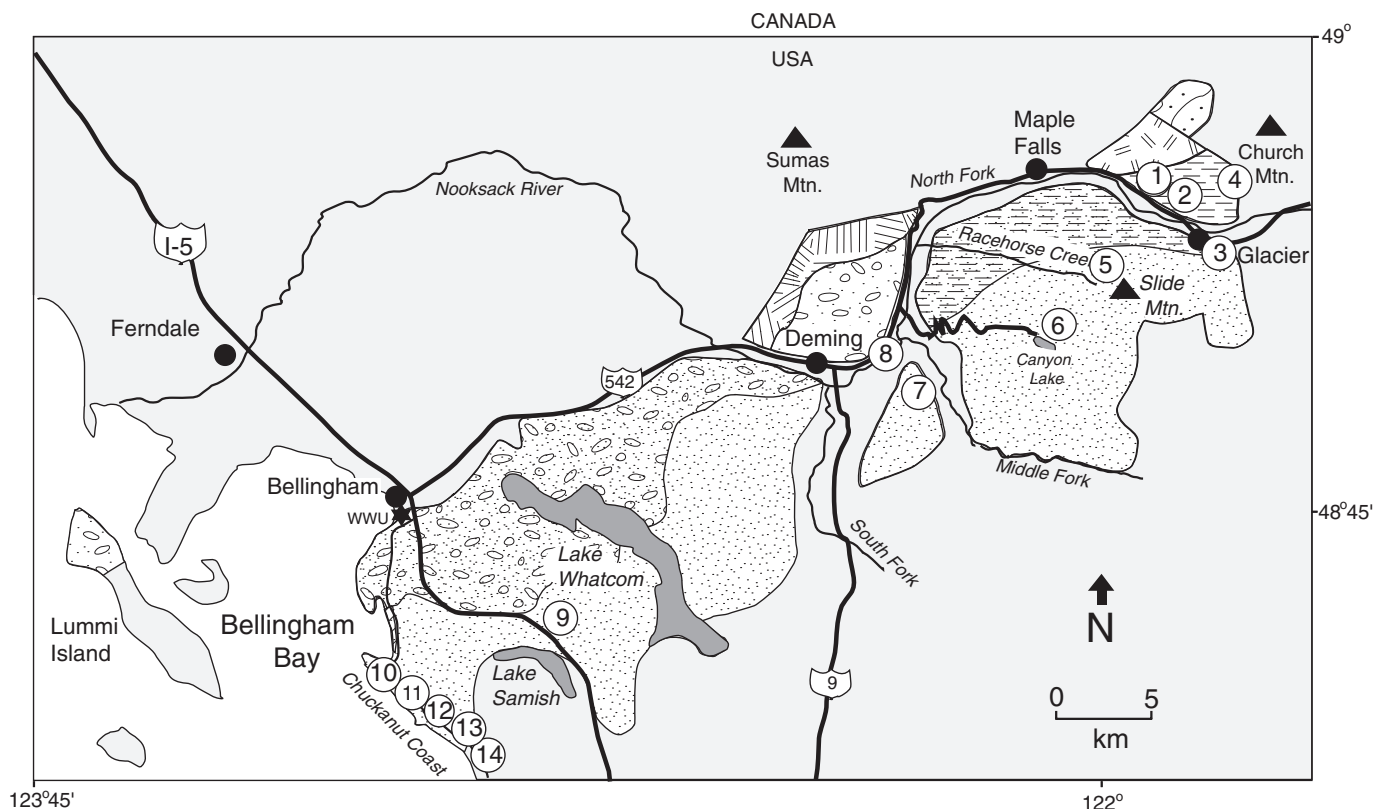 CANADA
49°
USA
Maple
Falls
Church
Mtn.
Sumas
Mtn.
North Fork
1
2
4
Nooksack River
I-5
Racehorse Cree
5
3
Glacier
Slide
Mtn.
Ferndale
6
Deming
8
Canyon
Lake
542
7
Middle Fork
Bellingham
WWU
48°45'
South Fork
Lake
Whatcom
9
N
Lummi
Island
Bellingham
Bay
10
11
12
13
14
Chuckanut Coast
Lake
Samish
9
0
5
km
123°45'
122°